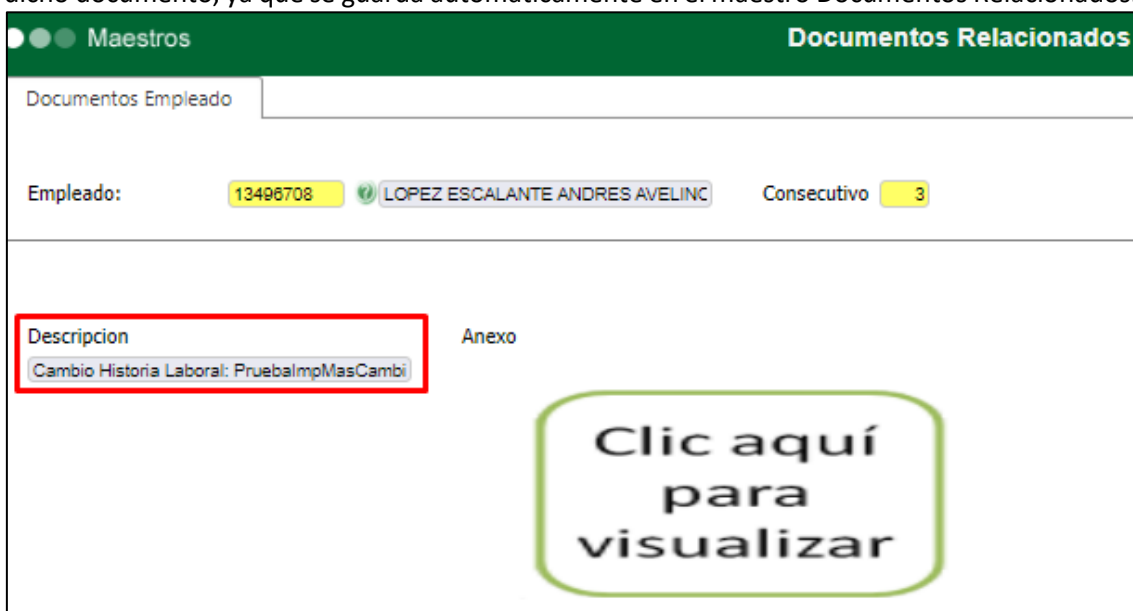 dicho documento, ya que se guarda automáticamente en el maestro Documentos Relacionados.
Maestros Documentos Relacionados
Documentos Empleado
Empleado: 13496708 LOPEZ ESCALANTE ANDRES AVELINO Consecutivo 3
Descripcion Anexo
Cambio Historia Laboral: PruebaImpMasCambi
Clic aquí
para
visualizar